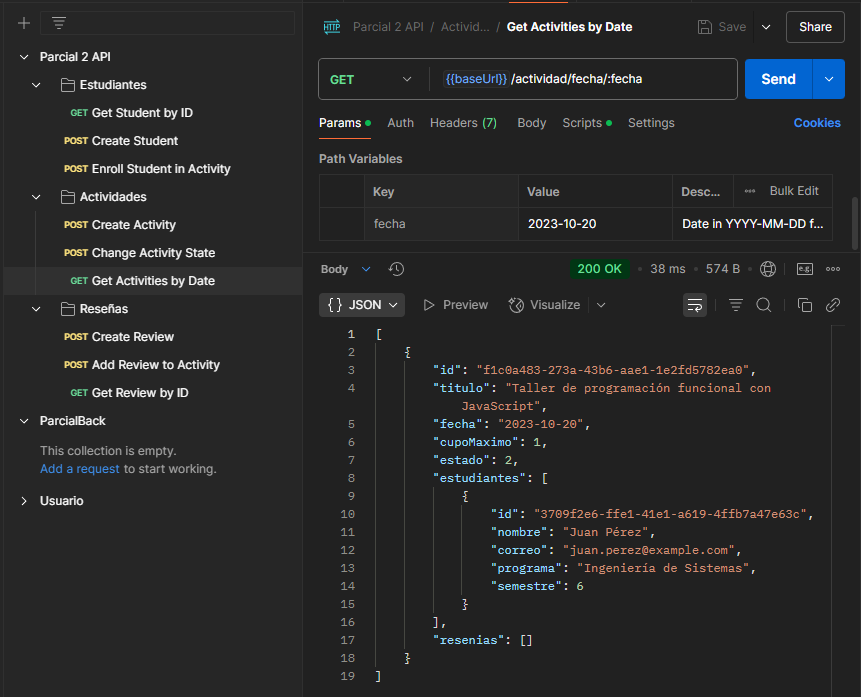 Parcial 2 API
Estudiantes
GET Get Student by ID
POST Create Student
POST Enroll Student in Activity
Actividades
POST Create Activity
POST Change Activity State
GET Get Activities by Date
Reseñas
POST Create Review
POST Add Review to Activity
GET Get Review by ID
ParcialBack
This collection is empty.
Add a request to start working.
Usuario
HTTP Parcial 2 API / Activid... / Get Activities by Date Save Share
GET {{baseUrl}} /actividad/fecha/:fecha Send
Params Auth Headers (7) Body Scripts Settings Cookies
Path Variables
Key Value Desc... Bulk Edit
fecha 2023-10-20 Date in YYYY-MM-DD f...
Body 200 OK 38 ms 574 B e.g.
{} JSON Preview Visualize
1 [
2 {
3 "id": "f1c0a483-273a-43b6-aae1-1e2fd5782ea0",
4 "titulo": "Taller de programación funcional con
JavaScript",
5 "fecha": "2023-10-20",
6 "cupoMaximo": 1,
7 "estado": 2,
8 "estudiantes": [
9 {
10 "id": "3709f2e6-ffe1-41e1-a619-4ffb7a47e63c",
11 "nombre": "Juan Pérez",
12 "correo": "juan.perez@example.com",
13 "programa": "Ingeniería de Sistemas",
14 "semestre": 6
15 }
16 ],
17 "resenias": []
18 }
19 ]